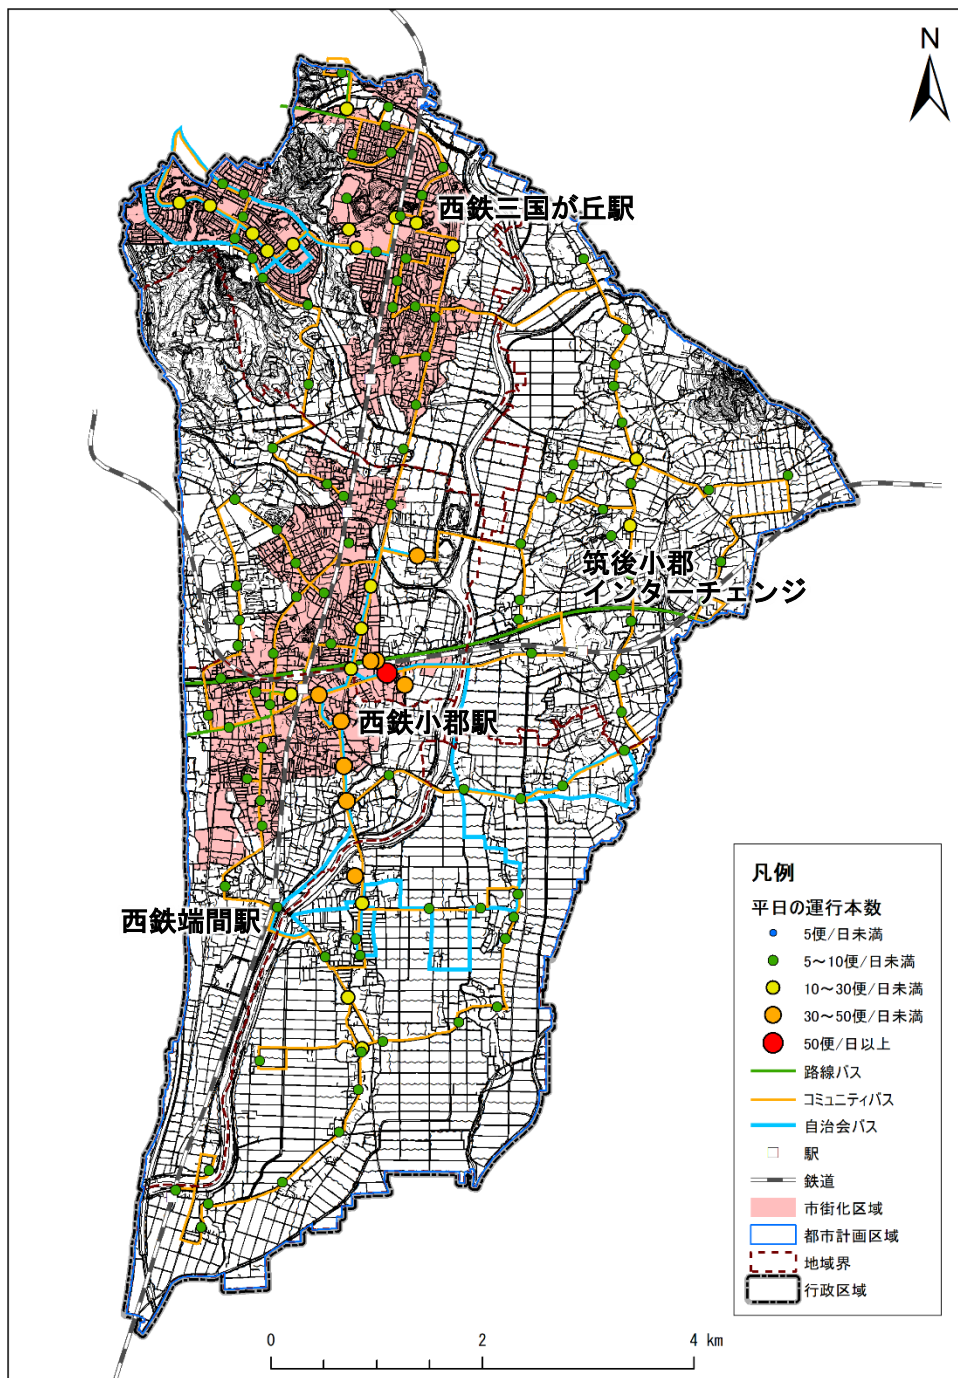 N
西鉄三国が丘駅
筑後小郡
インターチェンジ
西鉄小郡駅
西鉄端間駅
凡例
平日の運行本数
5便/日未満
5～10便/日未満
10～30便/日未満
30～50便/日未満
50便/日以上
路線バス
コミュニティバス
自治会バス
駅
鉄道
市街化区域
都市計画区域
地域界
行政区域
0 2 4 km